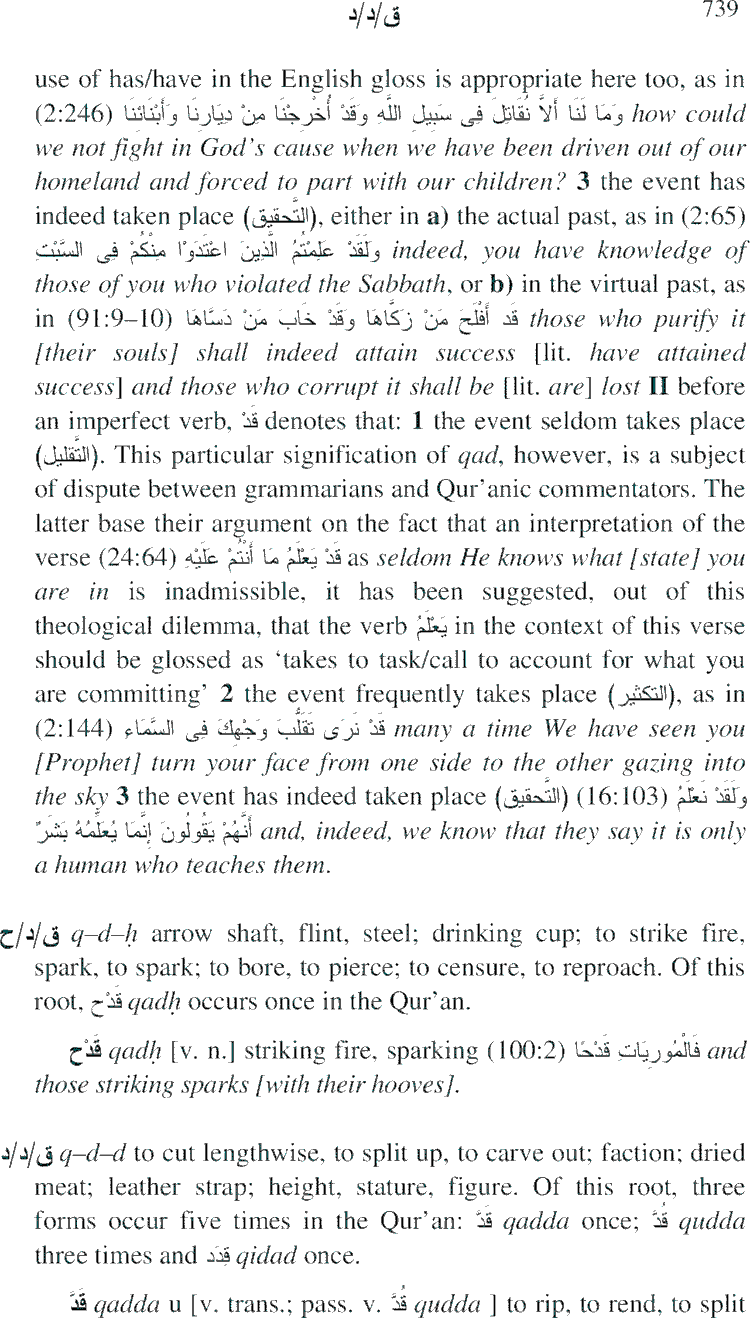 ق/د/د 739
use of has/have in the English gloss is appropriate here too, as in
(2:246) وَمَا لَنَا أَلاَّ نُقَاتِلَ فِى سَبِيلِ اللَّهِ وَقَدْ أُخْرِجْنَا مِنْ دِيَارِنَا وَأَبْنَائِنَا how could
we not fight in God’s cause when we have been driven out of our
homeland and forced to part with our children? 3 the event has
indeed taken place (التَّحقيق), either in a) the actual past, as in (2:65)
وَلَقَدْ عَلِمْتُمُ الَّذِينَ اعْتَدَوْا مِنْكُمْ فِى السَّبْتِ indeed, you have knowledge of
those of you who violated the Sabbath, or b) in the virtual past, as
in (91:9–10) قَد أَفْلَحَ مَنْ زَكَّاهَا وَقَدْ خَابَ مَنْ دَسَّاهَا those who purify it
[their souls] shall indeed attain success [lit. have attained
success] and those who corrupt it shall be [lit. are] lost II before
an imperfect verb, قَدْ denotes that: 1 the event seldom takes place
(التَّقليل). This particular signification of qad, however, is a subject
of dispute between grammarians and Qur’anic commentators. The
latter base their argument on the fact that an interpretation of the
verse (24:64) قَدْ يَعْلَمُ مَا أَنْتُمْ عَلَيْهِ as seldom He knows what [state] you
are in is inadmissible, it has been suggested, out of this
theological dilemma, that the verb يَعْلَمُ in the context of this verse
should be glossed as ‘takes to task/call to account for what you
are committing’ 2 the event frequently takes place (التكثير), as in
(2:144) قَدْ نَرَى تَقَلُّبَ وَجْهِكَ فِى السَّمَاءِ many a time We have seen you
[Prophet] turn your face from one side to the other gazing into
the sky 3 the event has indeed taken place (التَّحقيق) (16:103) وَلَقَدْ نَعْلَمُ
أَنَّهُمْ يَقُولُونَ إِنَّمَا يُعَلِّمُهُ بَشَرٌ and, indeed, we know that they say it is only
a human who teaches them.
ق/د/ح q–d–ḥ arrow shaft, flint, steel; drinking cup; to strike fire,
spark, to spark; to bore, to pierce; to censure, to reproach. Of this
root, قَدْح qadḥ occurs once in the Qur’an.
قَدْح qadḥ [v. n.] striking fire, sparking (100:2) فَالْمُورِيَاتِ قَدْحًا and
those striking sparks [with their hooves].
ق/د/د q–d–d to cut lengthwise, to split up, to carve out; faction; dried
meat; leather strap; height, stature, figure. Of this root, three
forms occur five times in the Qur’an: قَدَّ qadda once; قُدَّ qudda
three times and قِدَد qidad once.
قَدَّ qadda u [v. trans.; pass. v. قُدَّ qudda ] to rip, to rend, to split